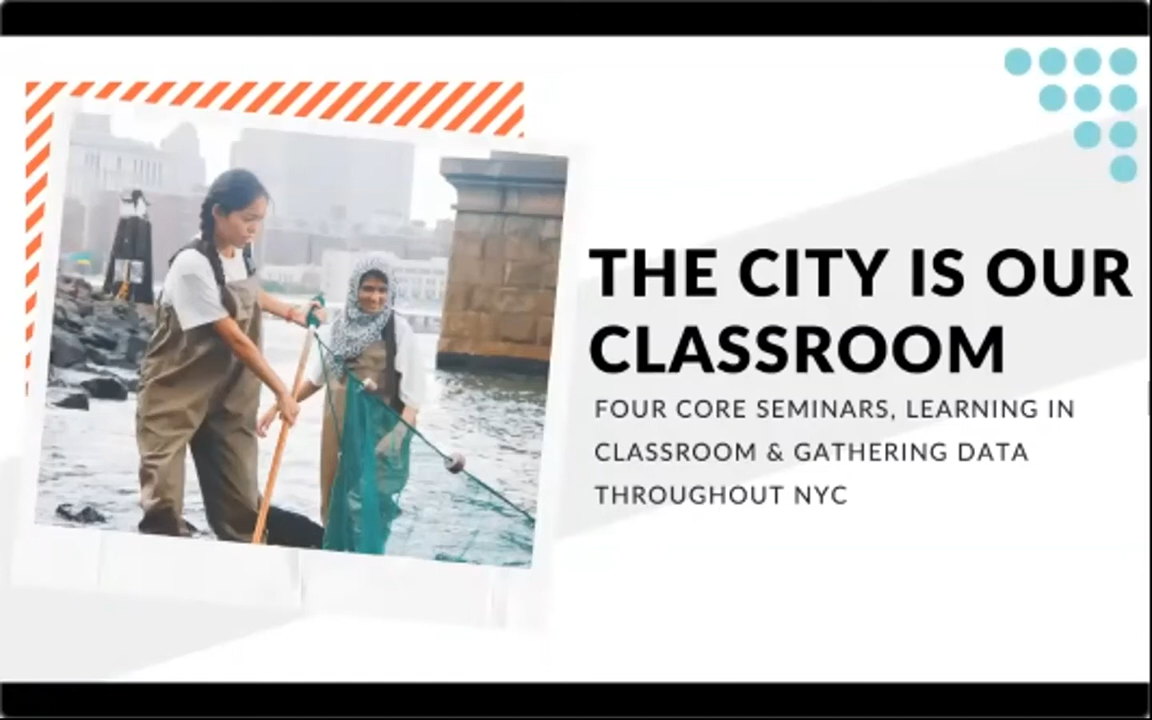 THE CITY IS OUR
CLASSROOM
FOUR CORE SEMINARS, LEARNING IN
CLASSROOM & GATHERING DATA
THROUGHOUT NYC